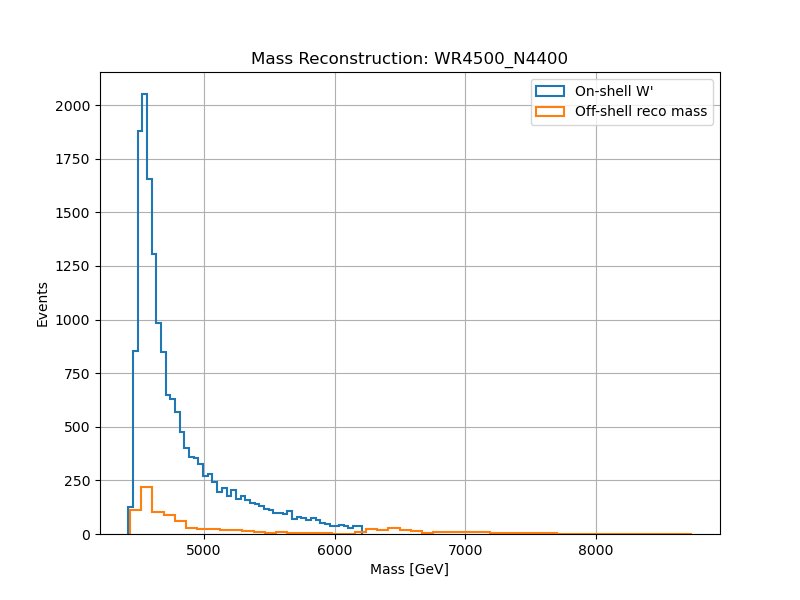 Mass Reconstruction: WR4500_N4400
On-shell W'
Off-shell reco mass
2000
1750
1500
1250
1000
750
500
250
0
Events
5000 6000 7000 8000
Mass [GeV]